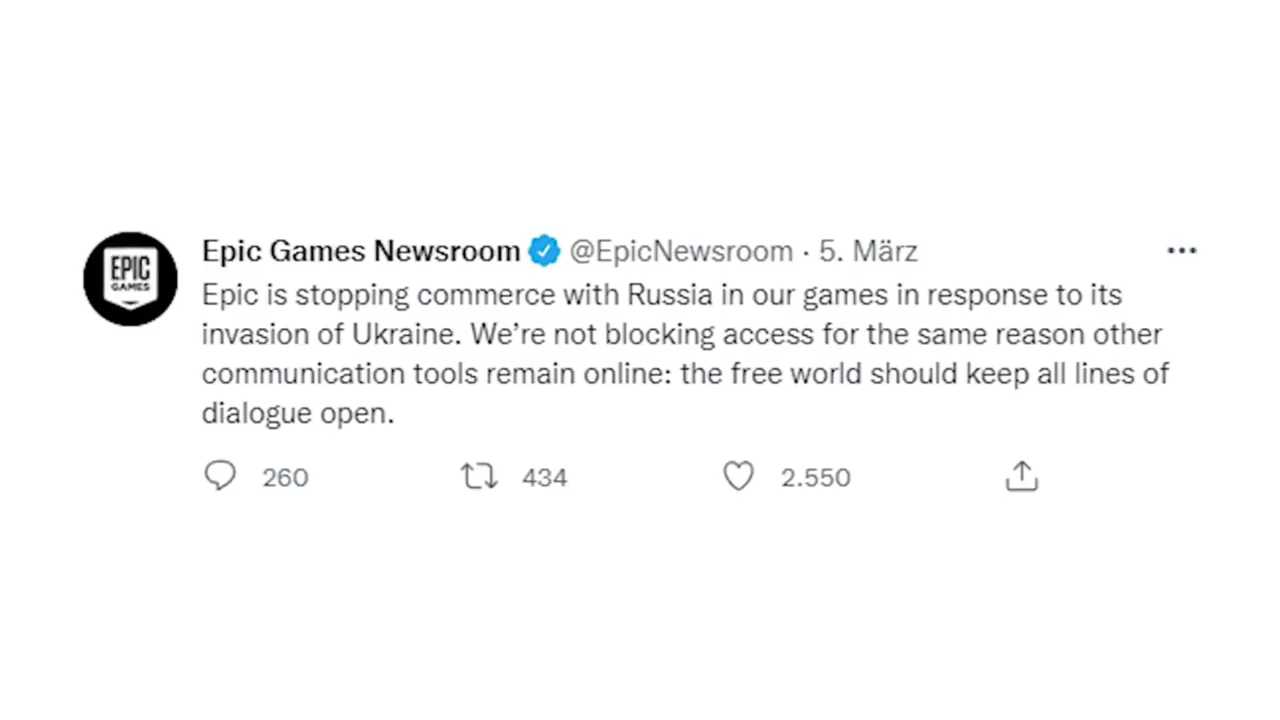 EPIC
GAMES
Epic Games Newsroom @EpicNewsroom · 5. März
Epic is stopping commerce with Russia in our games in response to its
invasion of Ukraine. We’re not blocking access for the same reason other
communication tools remain online: the free world should keep all lines of
dialogue open.
260 434 2.550